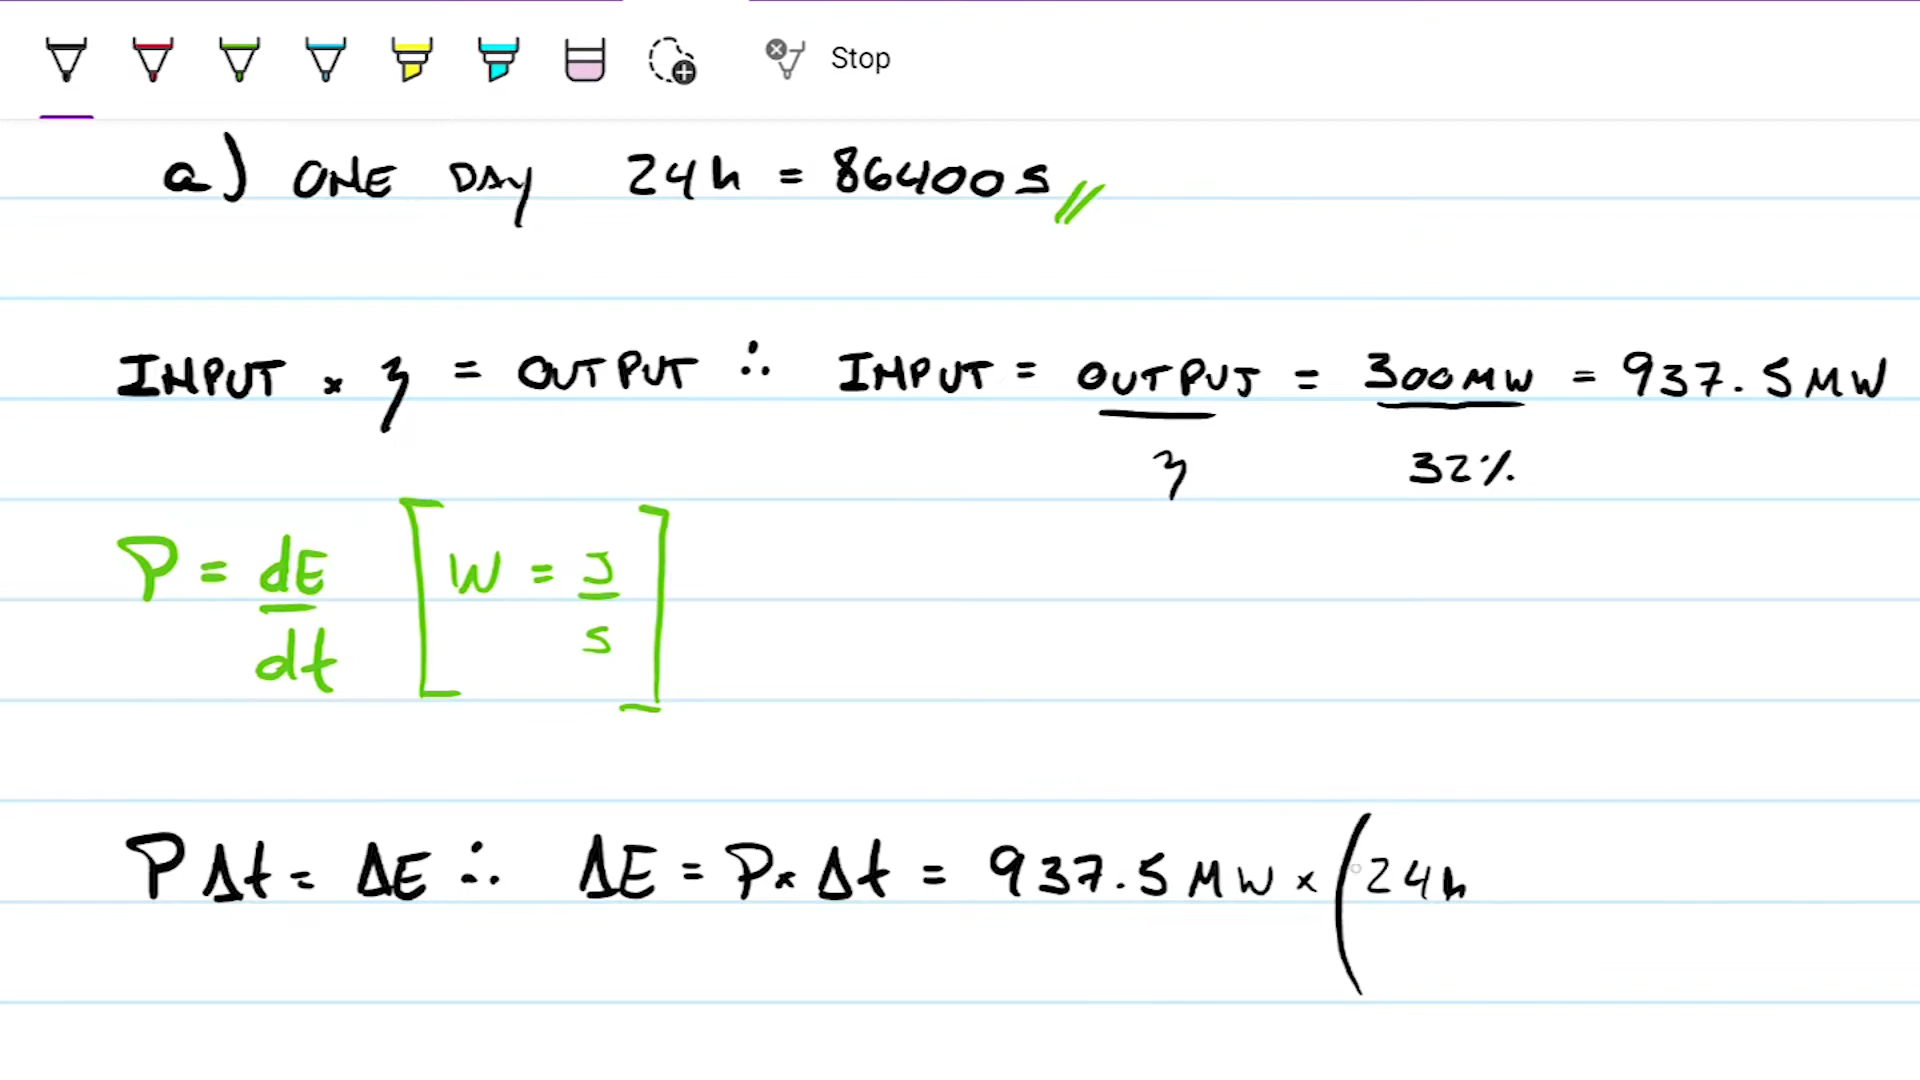 Stop
a) ONE DAY 24h = 86400s
INPUT × η = OUTPUT ∴ INPUT = OUTPUT / η = 300MW / 32% = 937.5MW
P = dE / dt [W = J / s]
P Δt = ΔE ∴ ΔE = P × Δt = 937.5 MW × (24h